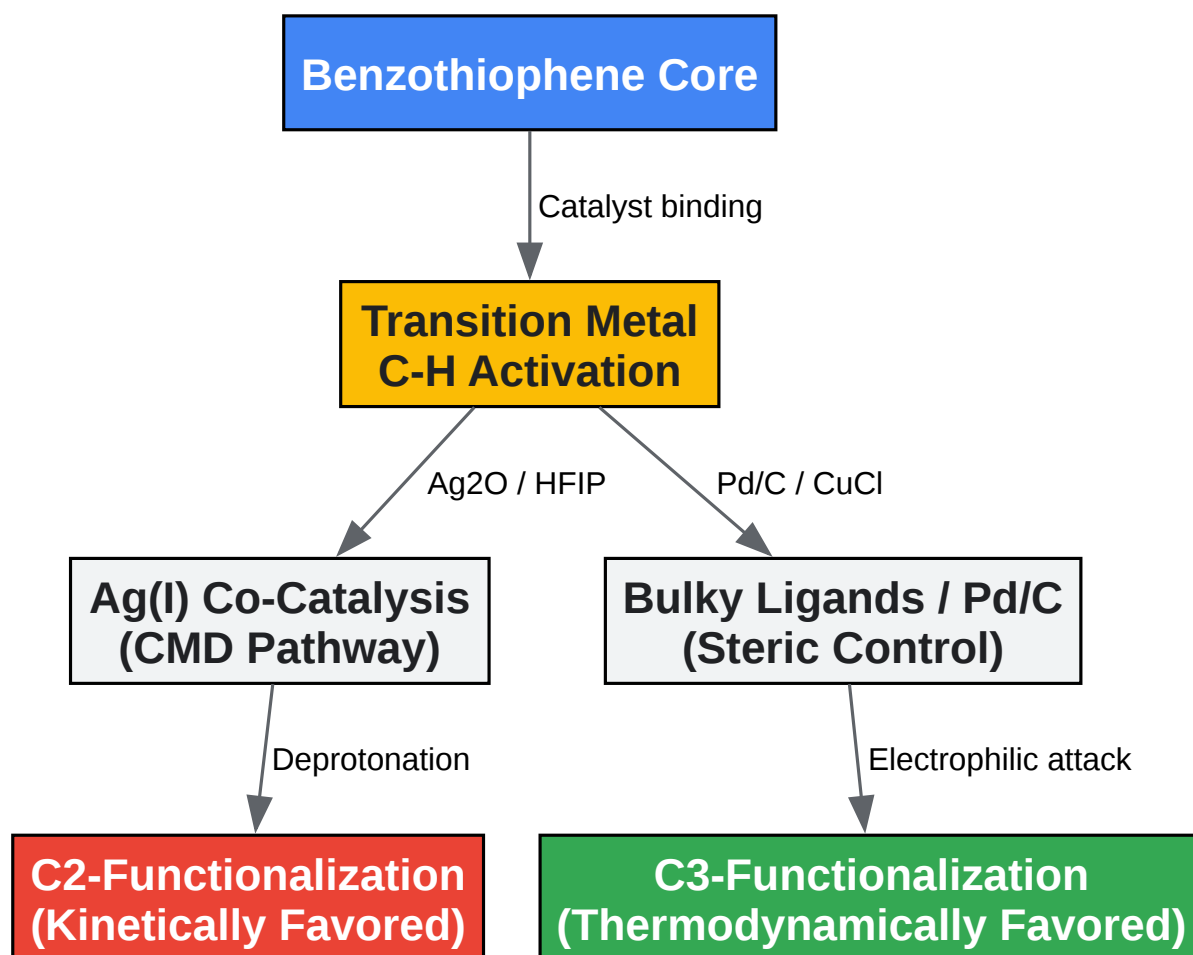 Benzothiophene Core
Catalyst binding
Transition Metal
C-H Activation
Ag2O / HFIP
Pd/C / CuCl
Ag(I) Co-Catalysis
(CMD Pathway)
Bulky Ligands / Pd/C
(Steric Control)
Deprotonation
Electrophilic attack
C2-Functionalization
(Kinetically Favored)
C3-Functionalization
(Thermodynamically Favored)